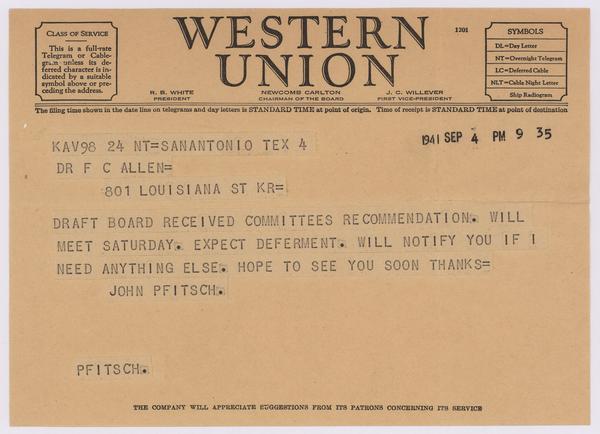 CLASS OF SERVICE
This is a full-rate
Telegram or Cable-
gram unless its de-
ferred character is in-
dicated by a suitable
symbol above or pre-
ceding the address.
WESTERN
UNION
1201
R. B. WHITE
PRESIDENT
NEWCOMB CARLTON
CHAIRMAN OF THE BOARD
J. C. WILLEVER
FIRST VICE-PRESIDENT
SYMBOLS
DL=Day Letter
NT=Overnight Telegram
LC=Deferred Cable
NLT=Cable Night Letter
Ship Radiogram
The filing time shown in the date line on telegrams and day letters is STANDARD TIME at point of origin. Time of receipt is STANDARD TIME at point of destination
KAV98 24 NT=SANANTONIO TEX 4
1941 SEP 4 PM 9 35
DR F C ALLEN=
801 LOUISIANA ST KR=
DRAFT BOARD RECEIVED COMMITTEES RECOMMENDATION. WILL
MEET SATURDAY. EXPECT DEFERMENT. WILL NOTIFY YOU IF I
NEED ANYTHING ELSE. HOPE TO SEE YOU SOON THANKS=
JOHN PFITSCH.
PFITSCH.
THE COMPANY WILL APPRECIATE SUGGESTIONS FROM ITS PATRONS CONCERNING ITS SERVICE